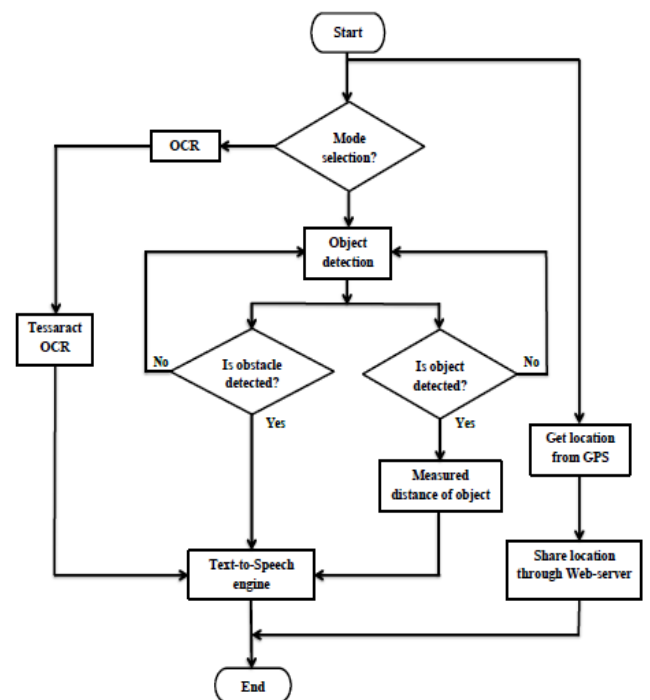 Start
Mode
selection?
OCR
Object
detection
Tessaract
OCR
No
Is obstacle
detected?
Is object
detected?
No
Yes
Yes
Get location
from GPS
Measured
distance of object
Text-to-Speech
engine
Share location
through Web-server
End